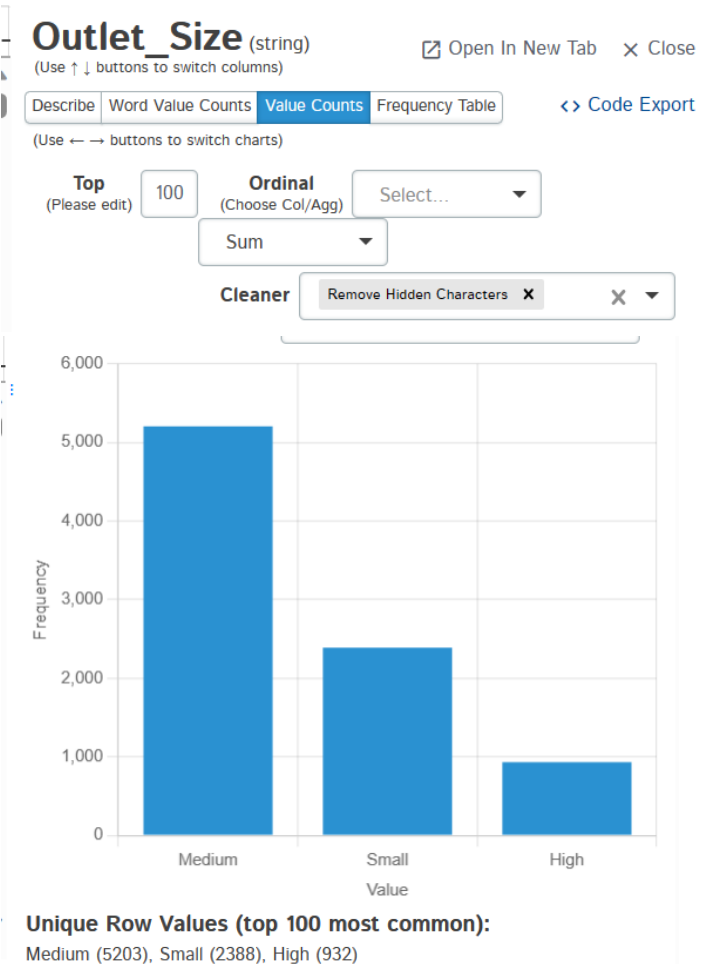 Outlet_Size (string)
Open In New Tab
Close
(Use ↑ ↓ buttons to switch columns)
Describe
Word Value Counts
Value Counts
Frequency Table
<> Code Export
(Use ← → buttons to switch charts)
Top
(Please edit)
100
Ordinal
(Choose Col/Agg)
Select...
Sum
Cleaner
Remove Hidden Characters
6,000
5,000
4,000
3,000
2,000
1,000
0
Frequency
Medium
Small
High
Value
Unique Row Values (top 100 most common):
Medium (5203), Small (2388), High (932)